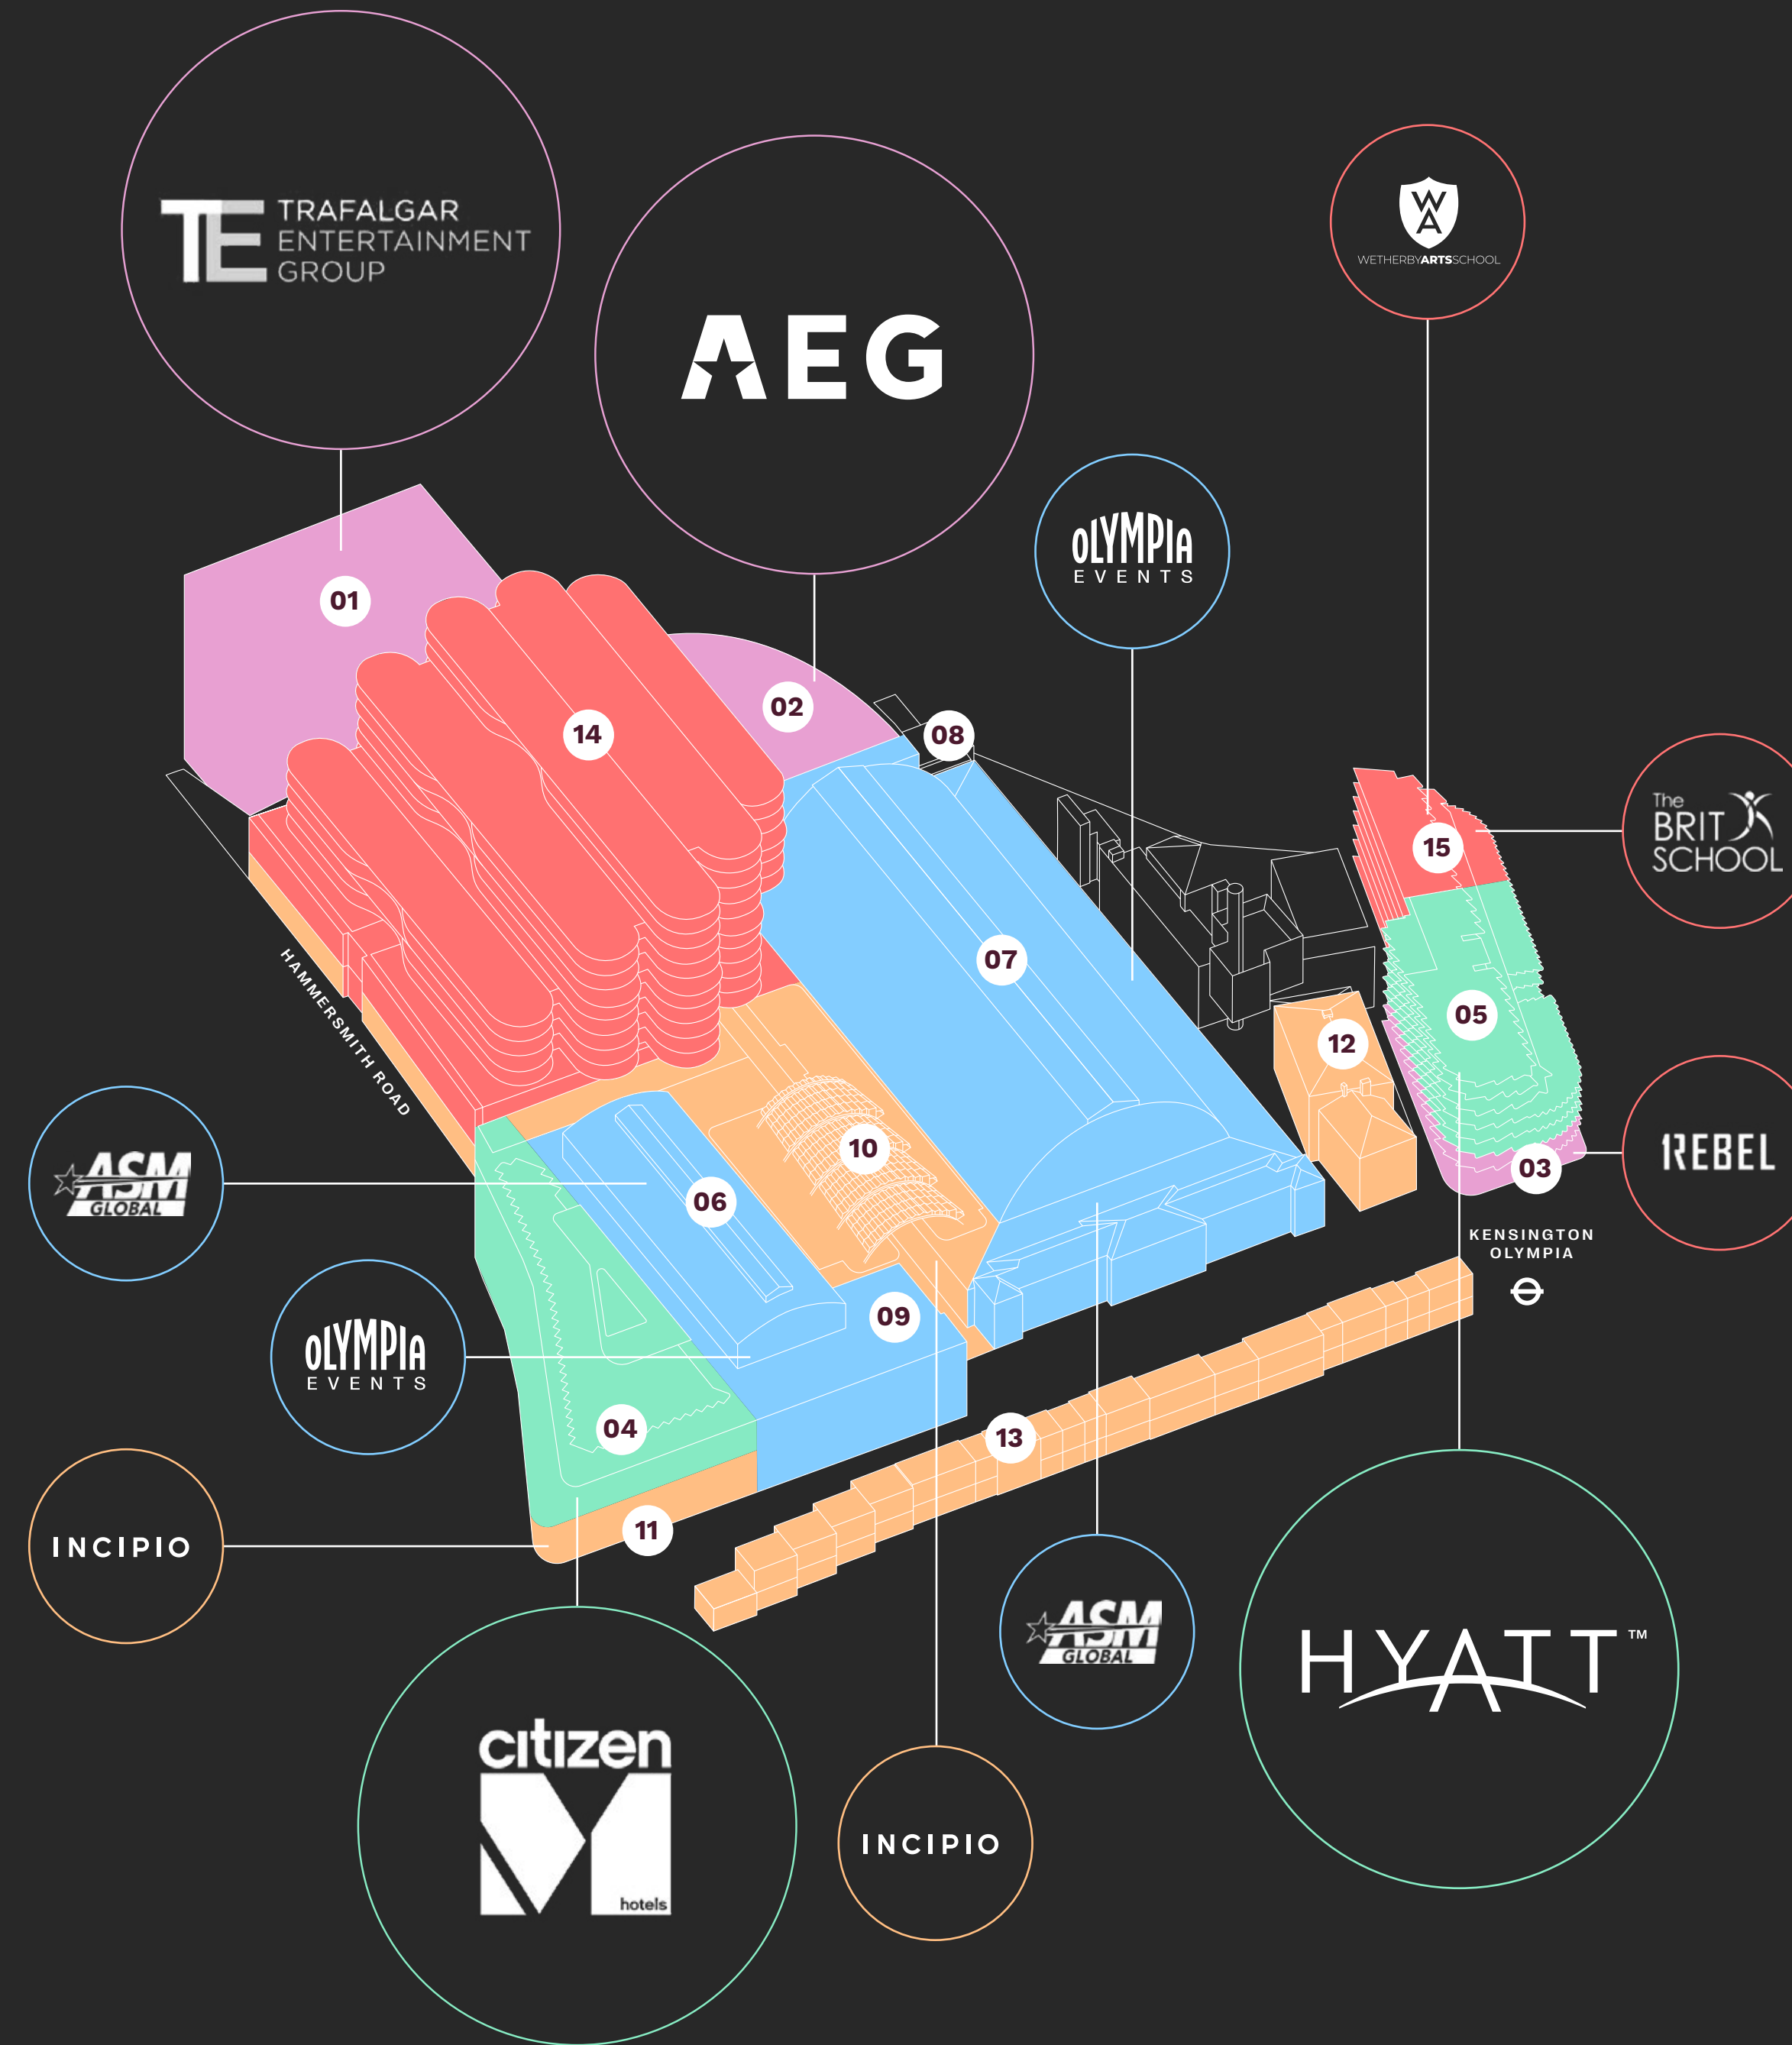 TE TRAFALGAR
ENTERTAINMENT
GROUP
AEG
WA
WETHERBYARTSSCHOOL
OLYMPIA
EVENTS
01
02
14
08
The
BRIT
SCHOOL
15
07
05
12
HAMMERSMITH ROAD
10
03
1REBEL
ASM
GLOBAL
06
KENSINGTON
OLYMPIA
09
OLYMPIA
EVENTS
04
13
11
INCIPIO
ASM
GLOBAL
HYATT™
citizen
M
hotels
INCIPIO